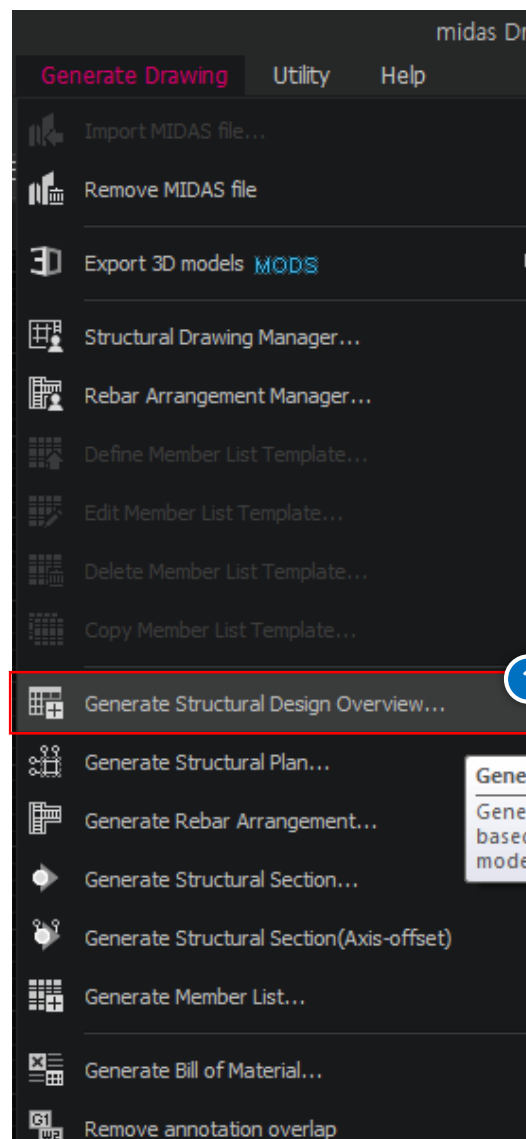 midas Dr
Generate Drawing Utility Help
Import MIDAS file...
Remove MIDAS file
Export 3D models MODS
Structural Drawing Manager...
Rebar Arrangement Manager...
Define Member List Template...
Edit Member List Template...
Delete Member List Template...
Copy Member List Template...
Generate Structural Design Overview...
Generate Structural Plan...
Gene
Gene
based
mode
Generate Rebar Arrangement...
Generate Structural Section...
Generate Structural Section(Axis-offset)
Generate Member List...
Generate Bill of Material...
Remove annotation overlap